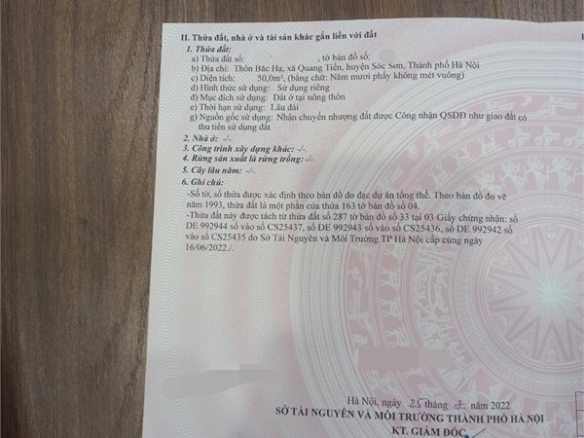 II. Thửa đất, nhà ở và tài sản khác gắn liền với đất
1. Thửa đất:
a) Thửa đất số: , tờ bản đồ số:
b) Địa chỉ: Thôn Bắc Hạ, xã Quang Tiến, huyện Sóc Sơn, Thành phố Hà Nội
c) Diện tích: 50,0m², (bằng chữ: Năm mươi phẩy không mét vuông)
d) Hình thức sử dụng: Sử dụng riêng
đ) Mục đích sử dụng: Đất ở tại nông thôn
e) Thời hạn sử dụng: Lâu dài
g) Nguồn gốc sử dụng: Nhận chuyển nhượng đất được Công nhận QSDĐ như giao đất có
thu tiền sử dụng đất
2. Nhà ở: -/-
3. Công trình xây dựng khác: -/-
4. Rừng sản xuất là rừng trồng: -/-
5. Cây lâu năm: -/-
6. Ghi chú:
-Số tờ, số thửa được xác định theo bản đồ đo đạc dự án tổng thể. Theo bản đồ đo vẽ
năm 1993, thửa đất là một phần của thửa 163 tờ bản đồ số 04.
-Thửa đất này được tách từ thửa đất số 287 tờ bản đồ số 33 tại 03 Giấy chứng nhận: số
DE 992944 số vào sổ CS25437, số DE 992943 số vào sổ CS25436, số DE 992942 số
vào sổ CS25435 do Sở Tài Nguyên và Môi Trường TP Hà Nội cấp cùng ngày
16/06/2022./.
Hà Nội, ngày 25 tháng 7 năm 2022
SỞ TÀI NGUYÊN VÀ MÔI TRƯỜNG THÀNH PHỐ HÀ NỘI
KT. GIÁM ĐỐC